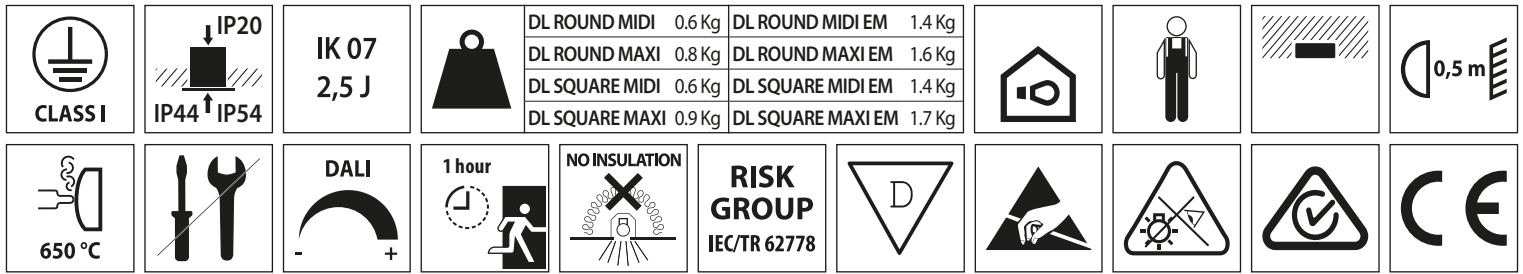 CLASS I
IP20
IP44 IP54
IK 07
2,5 J
DL ROUND MIDI 0.6 Kg DL ROUND MIDI EM 1.4 Kg
DL ROUND MAXI 0.8 Kg DL ROUND MAXI EM 1.6 Kg
DL SQUARE MIDI 0.6 Kg DL SQUARE MIDI EM 1.4 Kg
DL SQUARE MAXI 0.9 Kg DL SQUARE MAXI EM 1.7 Kg
0,5 m
650 °C
DALI
- +
1 hour
NO INSULATION
RISK
GROUP
IEC/TR 62778
D
CE